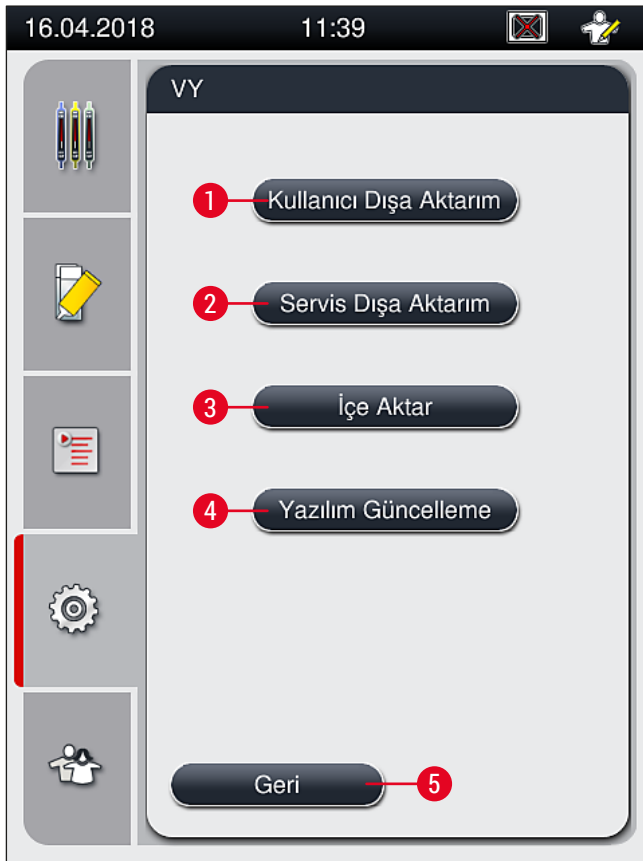 16.04.2018 11:39
VY
1 Kullanıcı Dışa Aktarım
2 Servis Dışa Aktarım
3 İçe Aktar
4 Yazılım Güncelleme
Geri 5